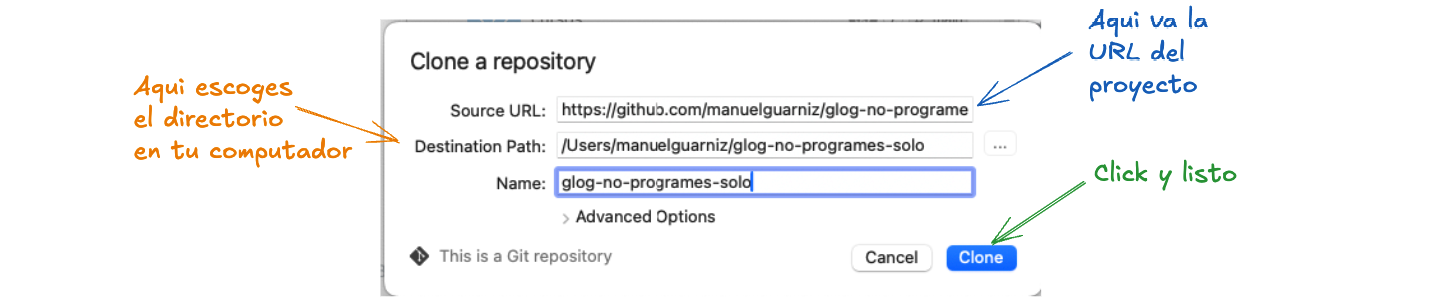 Aqui va la
URL del
proyecto
Clone a repository
Aqui escoges
el directorio
en tu computador
Source URL: https://github.com/manuelguarniz/glog-no-programe
Destination Path: /Users/manuelguarniz/glog-no-programes-solo ...
Name: glog-no-programes-solo
Click y listo
> Advanced Options
This is a Git repository
Cancel Clone